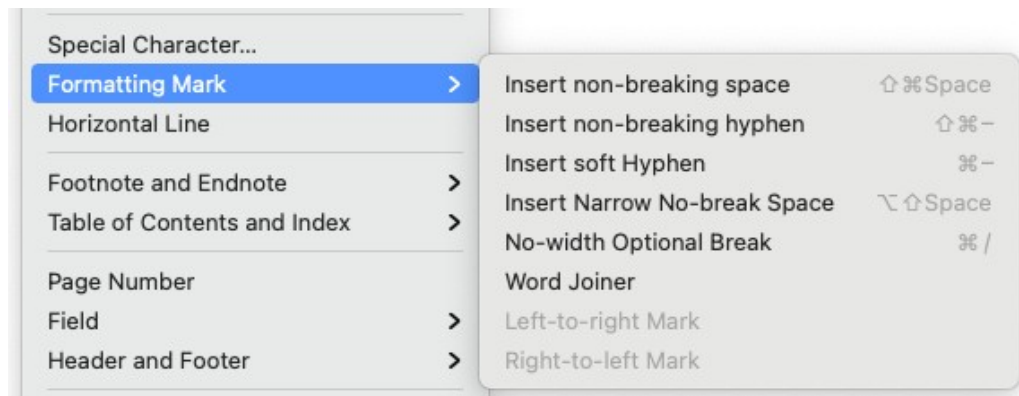 Special Character...
Formatting Mark
Horizontal Line
Footnote and Endnote
Table of Contents and Index
Page Number
Field
Header and Footer
Insert non-breaking space ⇧⌘Space
Insert non-breaking hyphen ⇧⌘−
Insert soft Hyphen ⌘−
Insert Narrow No-break Space ⌥⇧Space
No-width Optional Break ⌘/
Word Joiner
Left-to-right Mark
Right-to-left Mark